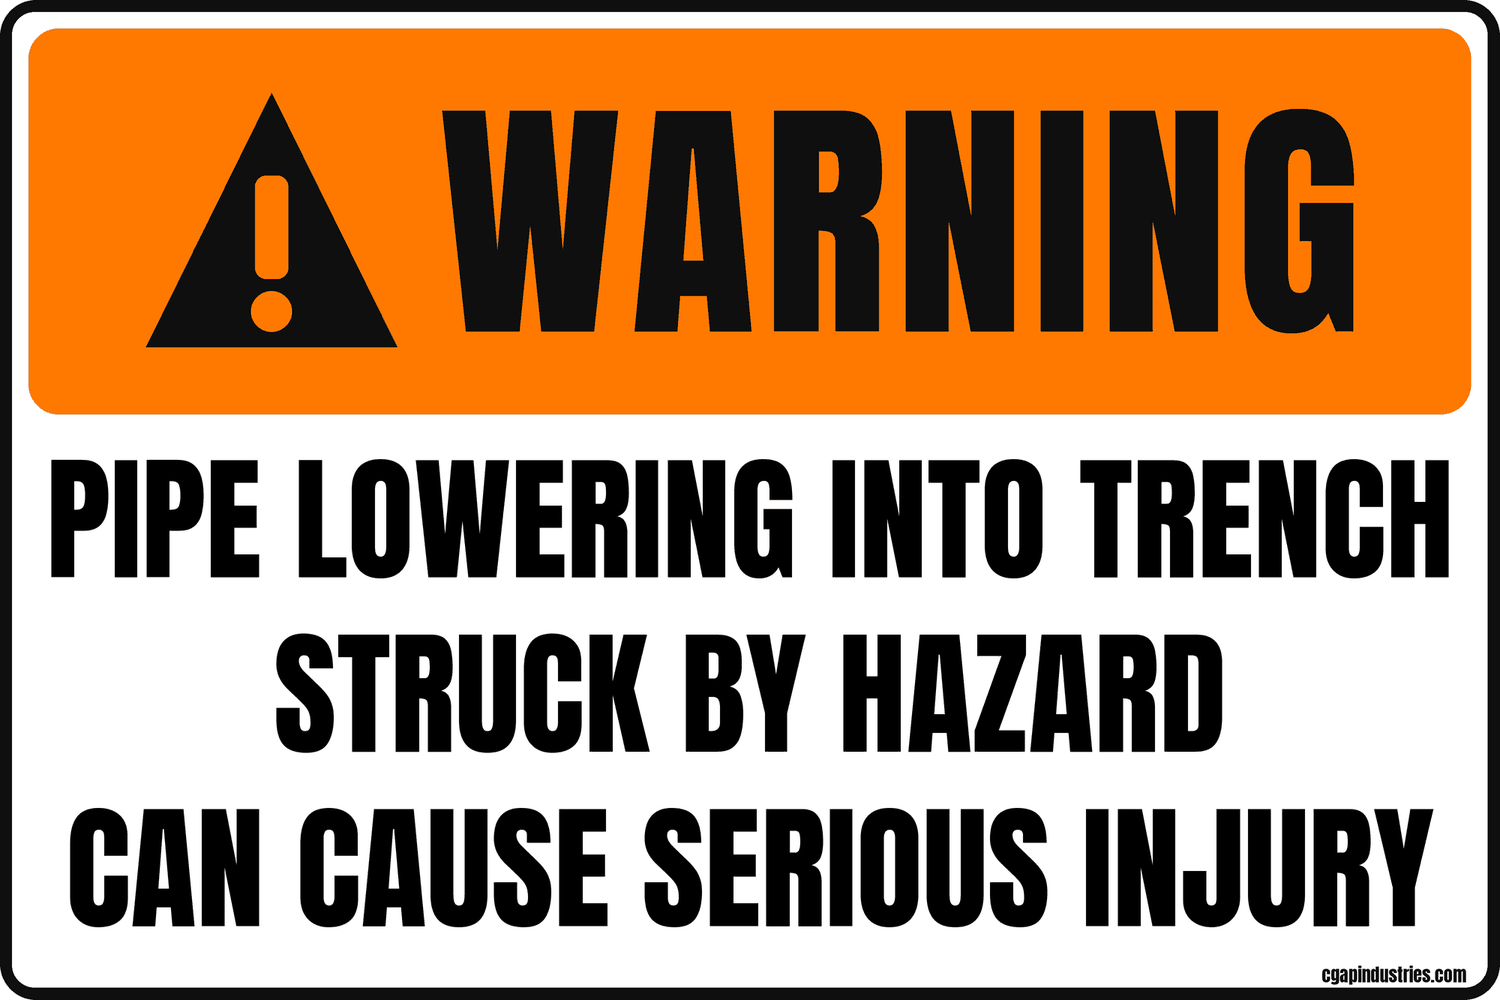 WARNING
PIPE LOWERING INTO TRENCH
STRUCK BY HAZARD
CAN CAUSE SERIOUS INJURY
cgapindustries.com